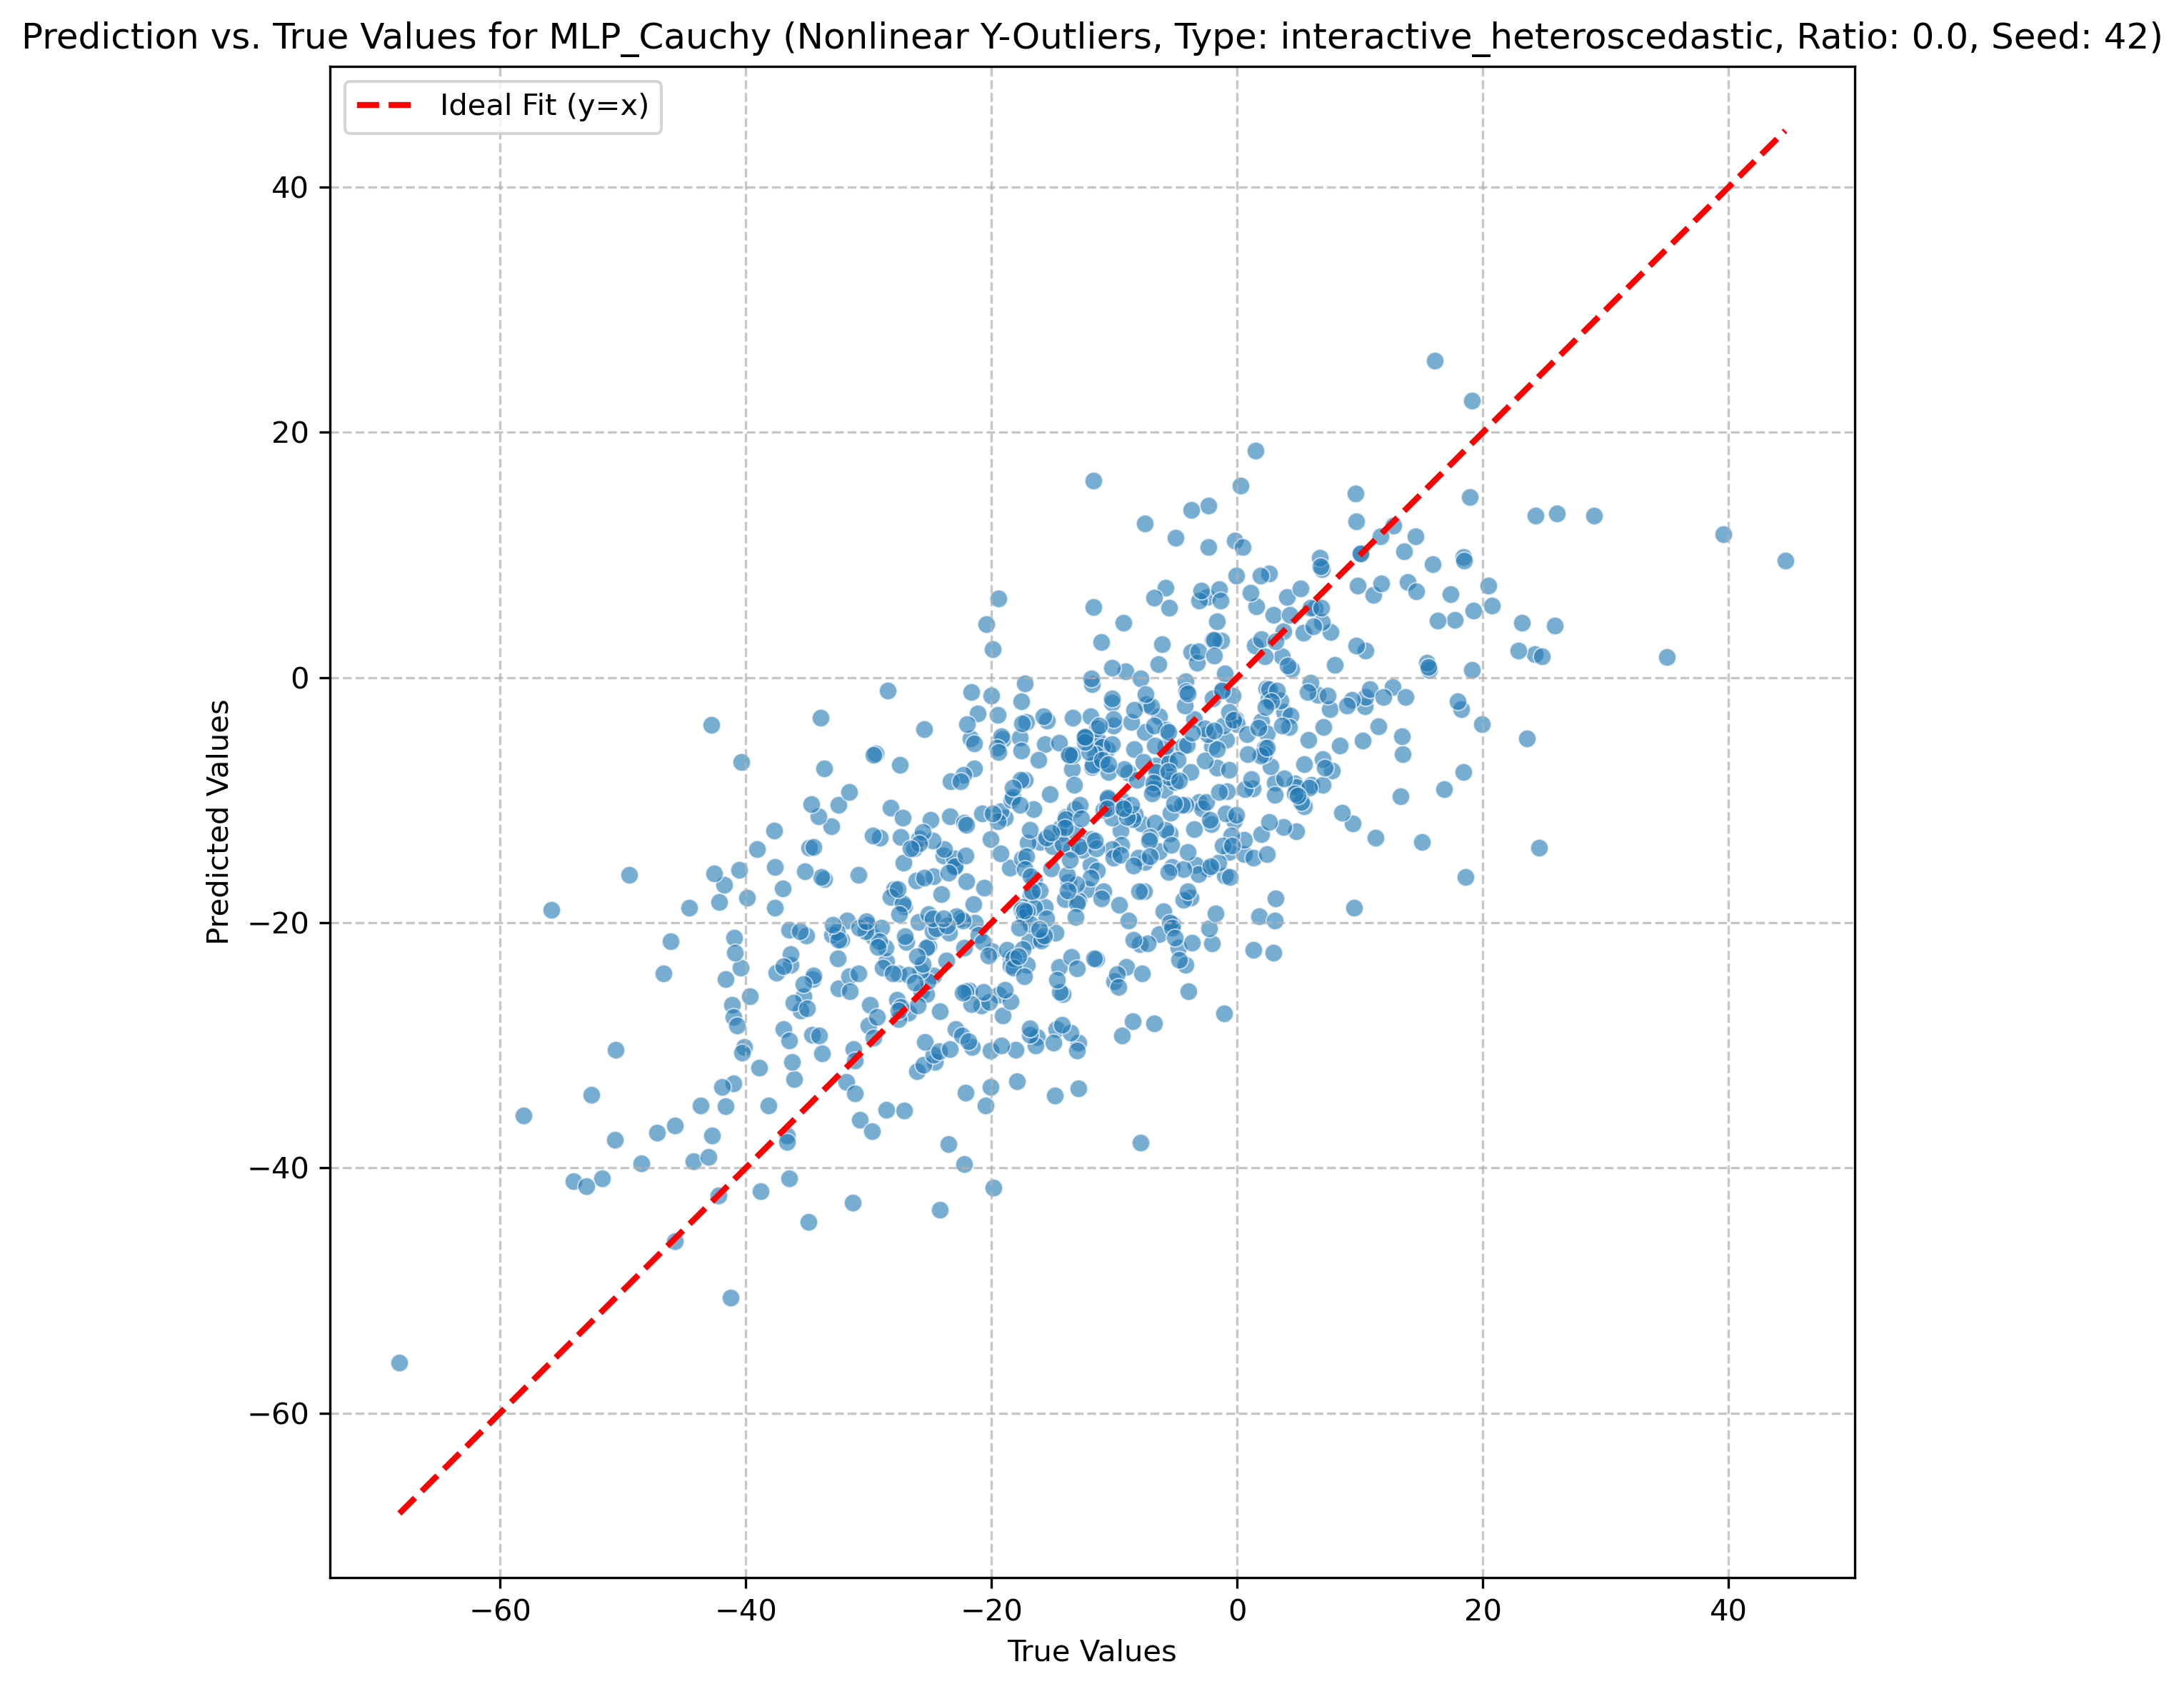 Prediction vs. True Values for MLP_Cauchy (Nonlinear Y-Outliers, Type: interactive_heteroscedastic, Ratio: 0.0, Seed: 42)
Ideal Fit (y=x)
40
20
0
−20
−40
−60
Predicted Values
−60 −40 −20 0 20 40
True Values